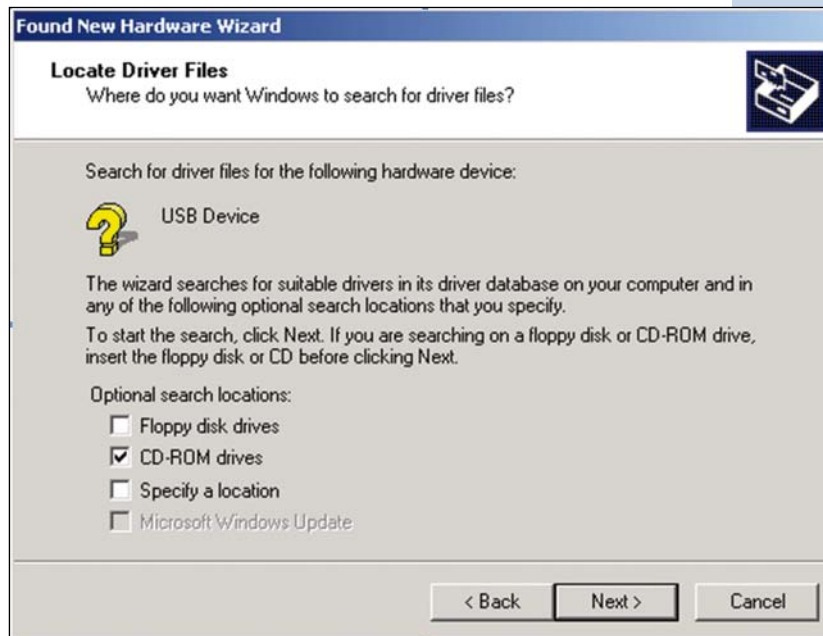 Found New Hardware Wizard
Locate Driver Files
Where do you want Windows to search for driver files?
Search for driver files for the following hardware device:
USB Device
The wizard searches for suitable drivers in its driver database on your computer and in
any of the following optional search locations that you specify.
To start the search, click Next. If you are searching on a floppy disk or CD-ROM drive,
insert the floppy disk or CD before clicking Next.
Optional search locations:
Floppy disk drives
CD-ROM drives
Specify a location
Microsoft Windows Update
< Back
Next >
Cancel